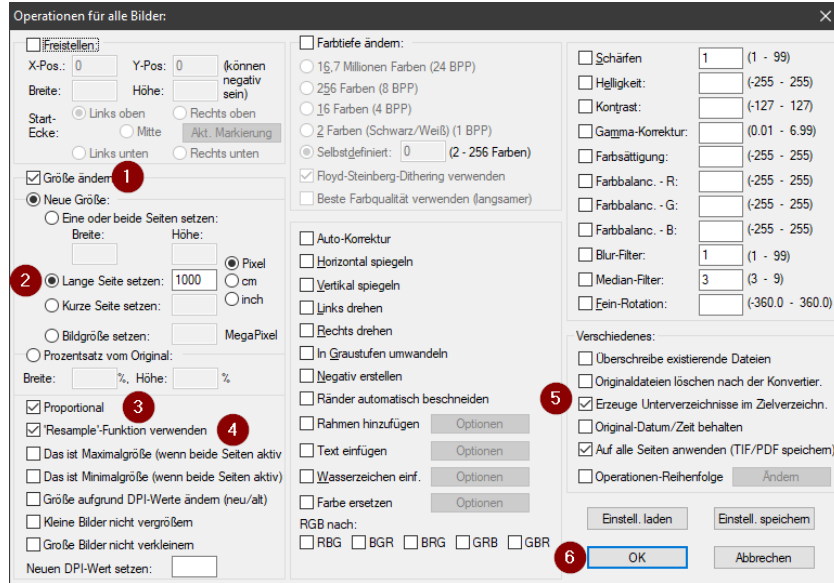 Operationen für alle Bilder:
Freistellen:
X-Pos.: 0 Y-Pos: 0 (können negativ sein)
Breite: Höhe:
Start-Ecke: Links oben Rechts oben
Mitte Akt. Markierung
Links unten Rechts unten
1
Größe ändern
Neue Größe:
Eine oder beide Seiten setzen:
Breite: Höhe:
2
Lange Seite setzen: 1000
Pixel
cm
inch
Kurze Seite setzen:
Bildgröße setzen: MegaPixel
Prozentsatz vom Original:
Breite: %, Höhe: %
Proportional
3
'Resample'-Funktion verwenden
4
Das ist Maximalgröße (wenn beide Seiten aktiv
Das ist Minimalgröße (wenn beide Seiten aktiv)
Größe aufgrund DPI-Werte ändern (neu/alt)
Kleine Bilder nicht vergrößern
Große Bilder nicht verkleinern
Neuen DPI-Wert setzen:
Farbtiefe ändern:
16,7 Millionen Farben (24 BPP)
256 Farben (8 BPP)
16 Farben (4 BPP)
2 Farben (Schwarz/Weiß) (1 BPP)
Selbstdefiniert: 0 (2 - 256 Farben)
Floyd-Steinberg-Dithering verwenden
Beste Farbqualität verwenden (langsamer)
Auto-Korrektur
Horizontal spiegeln
Vertikal spiegeln
Links drehen
Rechts drehen
In Graustufen umwandeln
Negativ erstellen
Ränder automatisch beschneiden
Rahmen hinzufügen Optionen
Text einfügen Optionen
Wasserzeichen einf. Optionen
Farbe ersetzen Optionen
RGB nach:
RBG BGR BRG GRB GBR
Schärfen 1 (1 - 99)
Helligkeit: (-255 - 255)
Kontrast: (-127 - 127)
Gamma-Korrektur: (0.01 - 6.99)
Farbsättigung: (-255 - 255)
Farbbalanc. - R: (-255 - 255)
Farbbalanc. - G: (-255 - 255)
Farbbalanc. - B: (-255 - 255)
Blur-Filter: 1 (1 - 99)
Median-Filter: 3 (3 - 9)
Fein-Rotation: (-360.0 - 360.0)
Verschiedenes:
Überschreibe existierende Dateien
Originaldateien löschen nach der Konvertier.
5
Erzeuge Unterverzeichnisse im Zielverzeichn.
Original-Datum/Zeit behalten
Auf alle Seiten anwenden (TIF/PDF speichern)
Operationen-Reihenfolge Ändern
Einstell. laden Einstell. speichern
6
OK Abbrechen